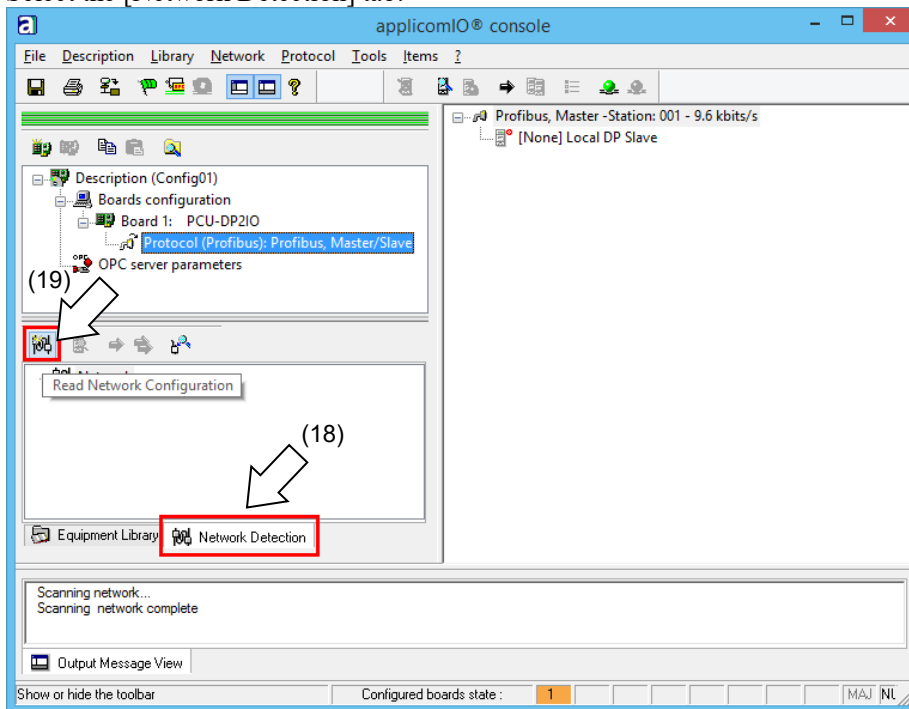 applicomIO® console
File Description Library Network Protocol Tools Items ?
Profibus, Master -Station: 001 - 9.6 kbits/s
[None] Local DP Slave
Description (Config01)
Boards configuration
Board 1: PCU-DP2IO
Protocol (Profibus): Profibus, Master/Slave
OPC server parameters
(19)
Read Network Configuration
(18)
Equipment Library
Network Detection
Scanning network...
Scanning network complete
Output Message View
Show or hide the toolbar
Configured boards state :
1
MAJ